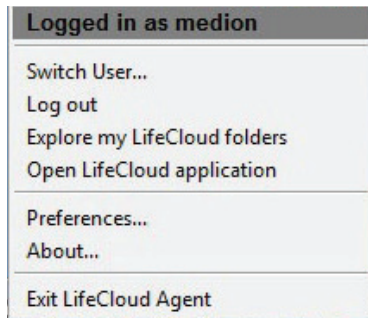 Logged in as medion
Switch User...
Log out
Explore my LifeCloud folders
Open LifeCloud application
Preferences...
About...
Exit LifeCloud Agent